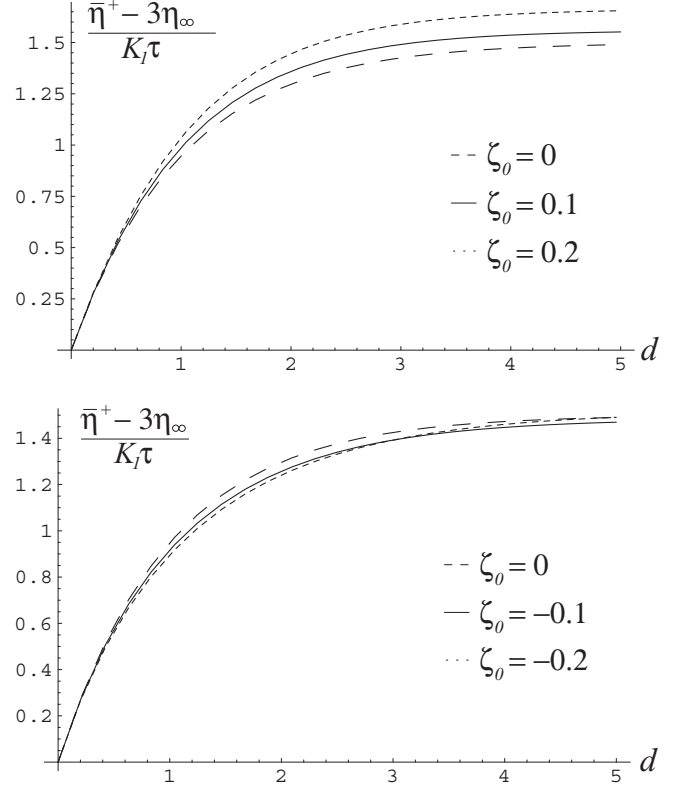 η̅⁺ − 3η∞
K_I τ
1.5
1.25
1
0.75
0.5
0.25
1 2 3 4 5 d
ζ₀ = 0
ζ₀ = 0.1
ζ₀ = 0.2
η̅⁺ − 3η∞
K_I τ
1.4
1.2
1
0.8
0.6
0.4
0.2
1 2 3 4 5 d
ζ₀ = 0
ζ₀ = −0.1
ζ₀ = −0.2